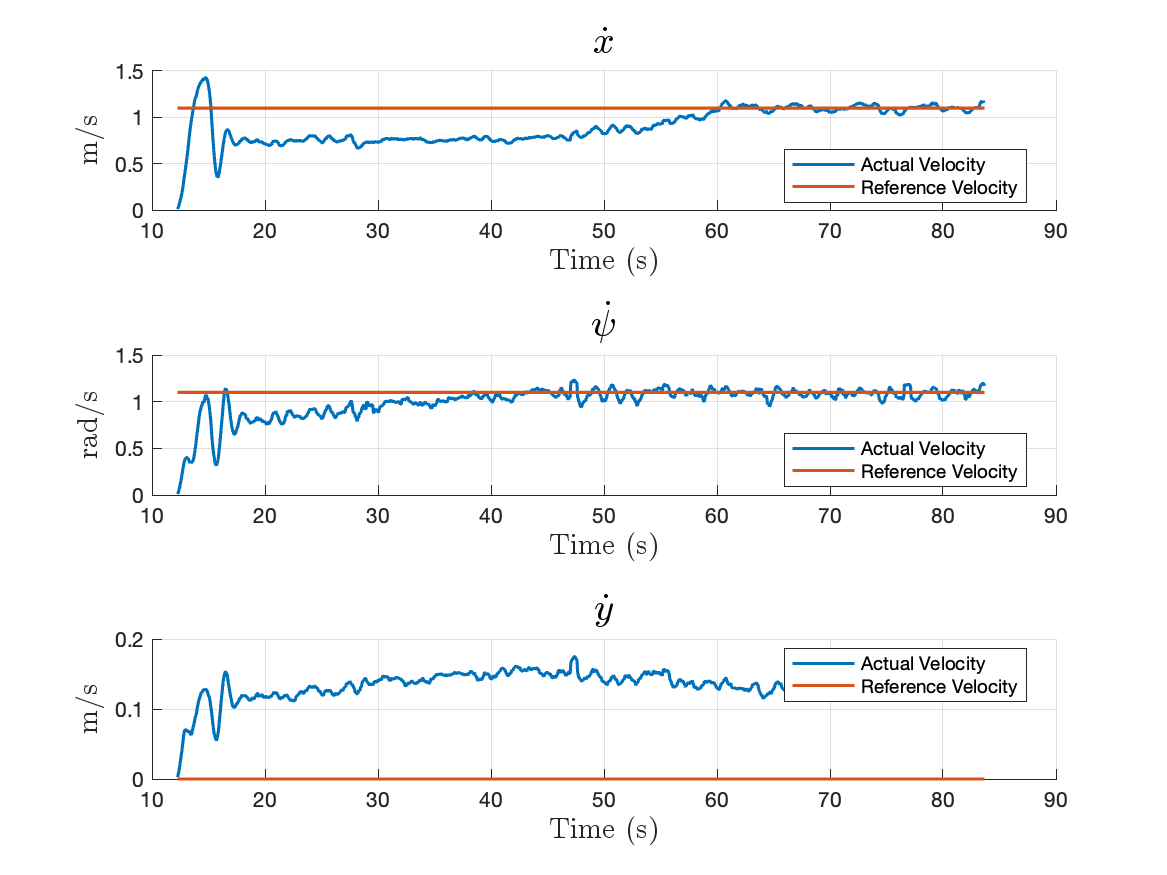 ẋ
1.5
1
0.5
0
m/s
Actual Velocity
Reference Velocity
10 20 30 40 50 60 70 80 90
Time (s)
ψ̇
1.5
1
0.5
0
rad/s
Actual Velocity
Reference Velocity
10 20 30 40 50 60 70 80 90
Time (s)
ẏ
0.2
0.1
0
m/s
Actual Velocity
Reference Velocity
10 20 30 40 50 60 70 80 90
Time (s)